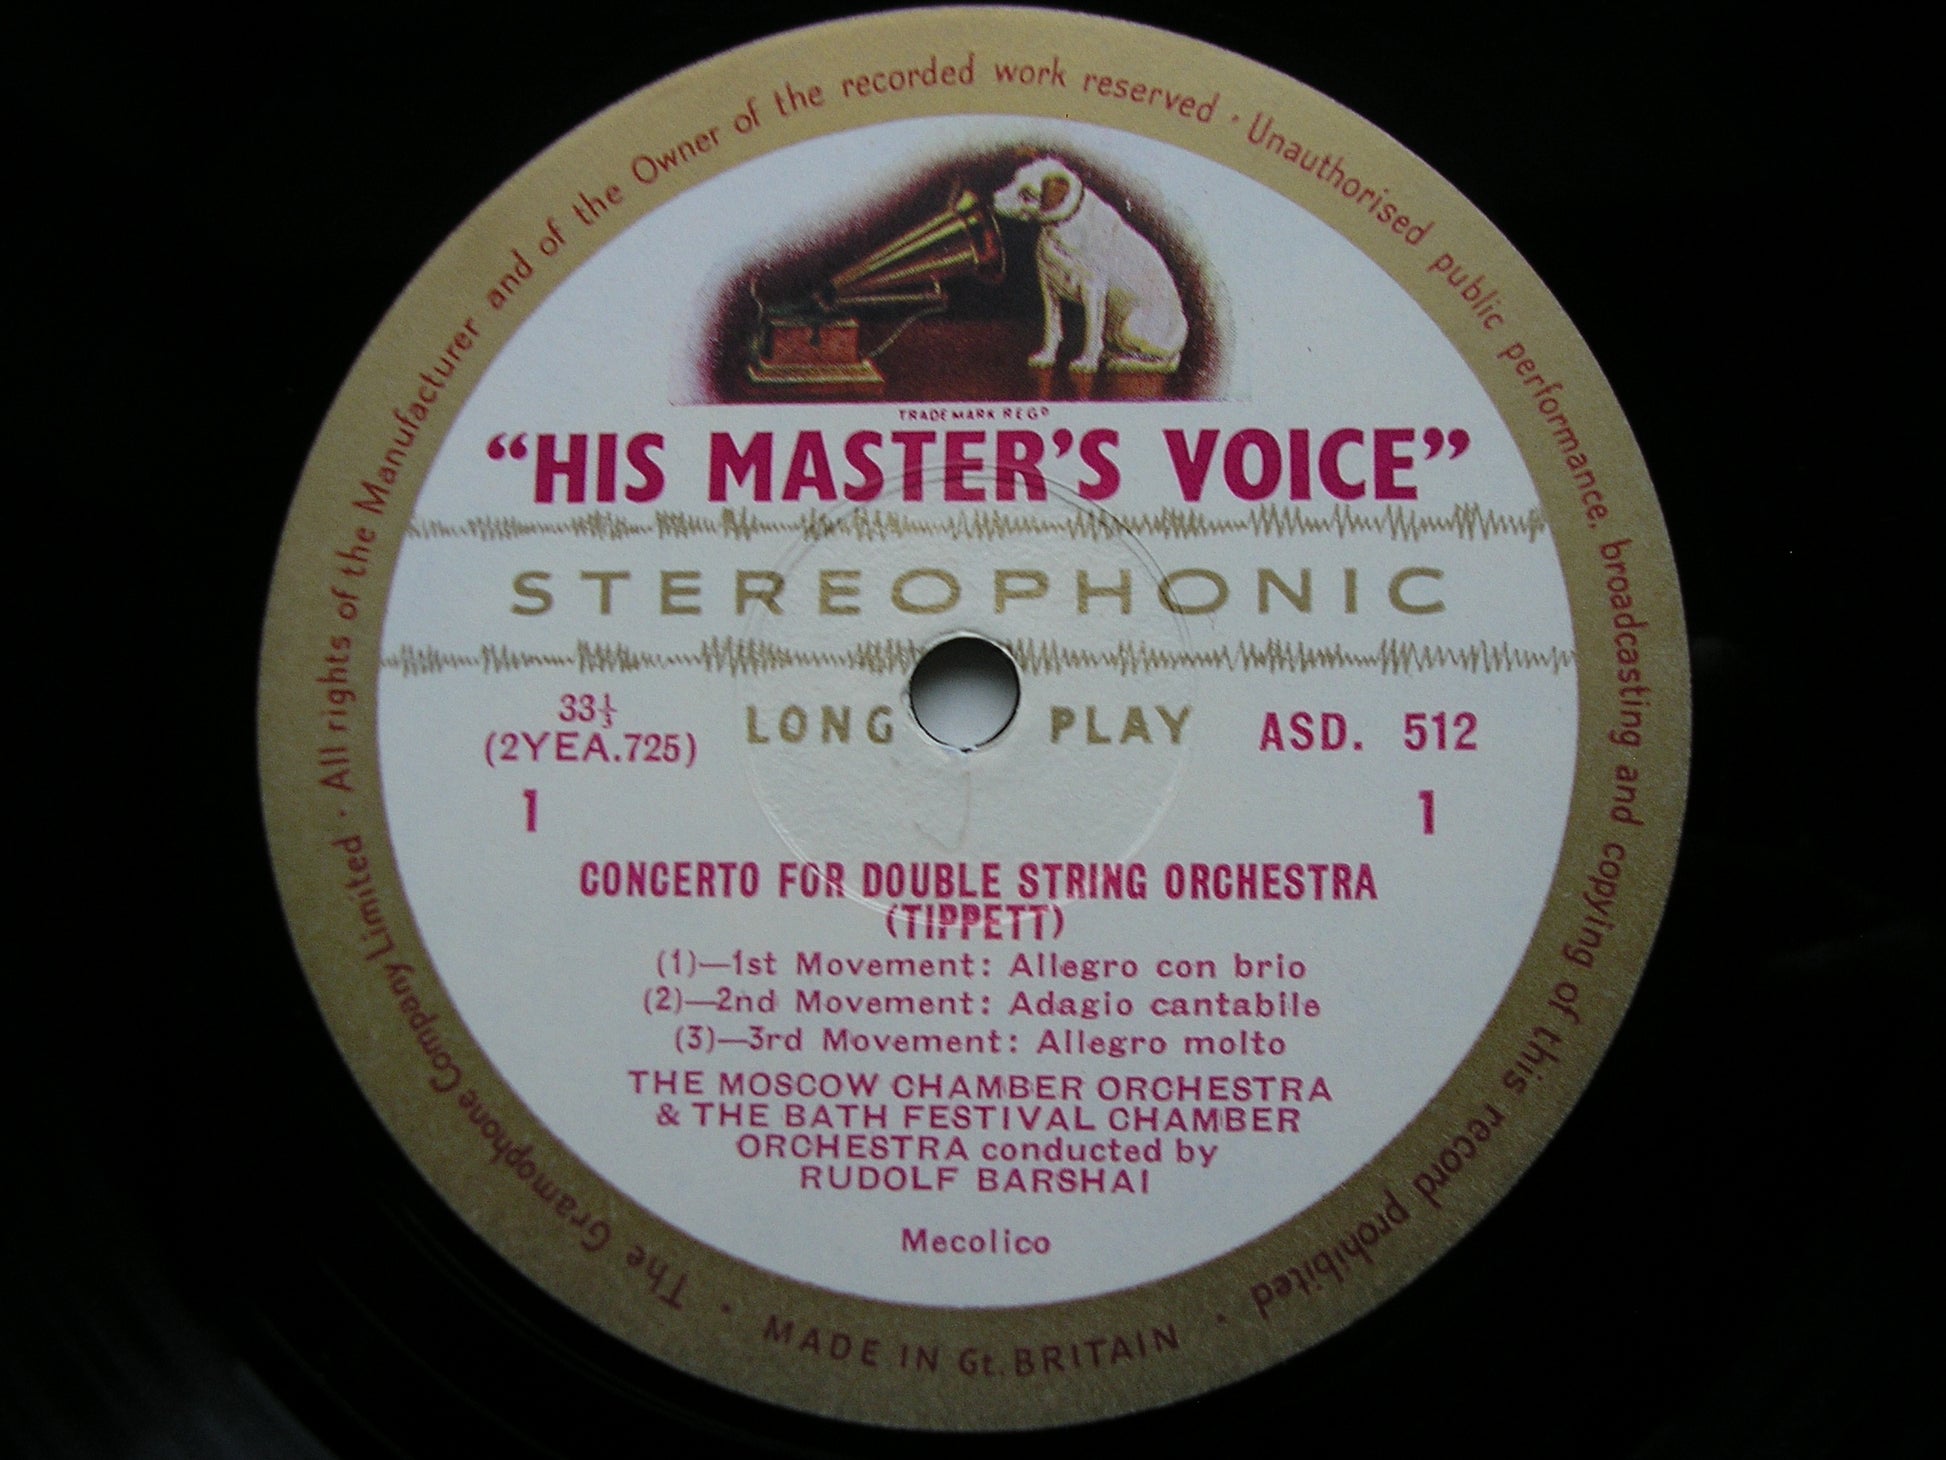 The Gramophone Company Limited · All rights of the Manufacturer and of the Owner of the recorded work reserved · Unauthorised public performance, broadcasting and copying of this record prohibited ·
TRADE MARK REGD
“HIS MASTER'S VOICE”
STEREOPHONIC
33⅓
(2YEA.725)
LONG PLAY
ASD. 512
1
1
CONCERTO FOR DOUBLE STRING ORCHESTRA
(TIPPETT)
(1)—1st Movement: Allegro con brio
(2)—2nd Movement: Adagio cantabile
(3)—3rd Movement: Allegro molto
THE MOSCOW CHAMBER ORCHESTRA
& THE BATH FESTIVAL CHAMBER
ORCHESTRA conducted by
RUDOLF BARSHAI
Mecolico
MADE IN Gt. BRITAIN